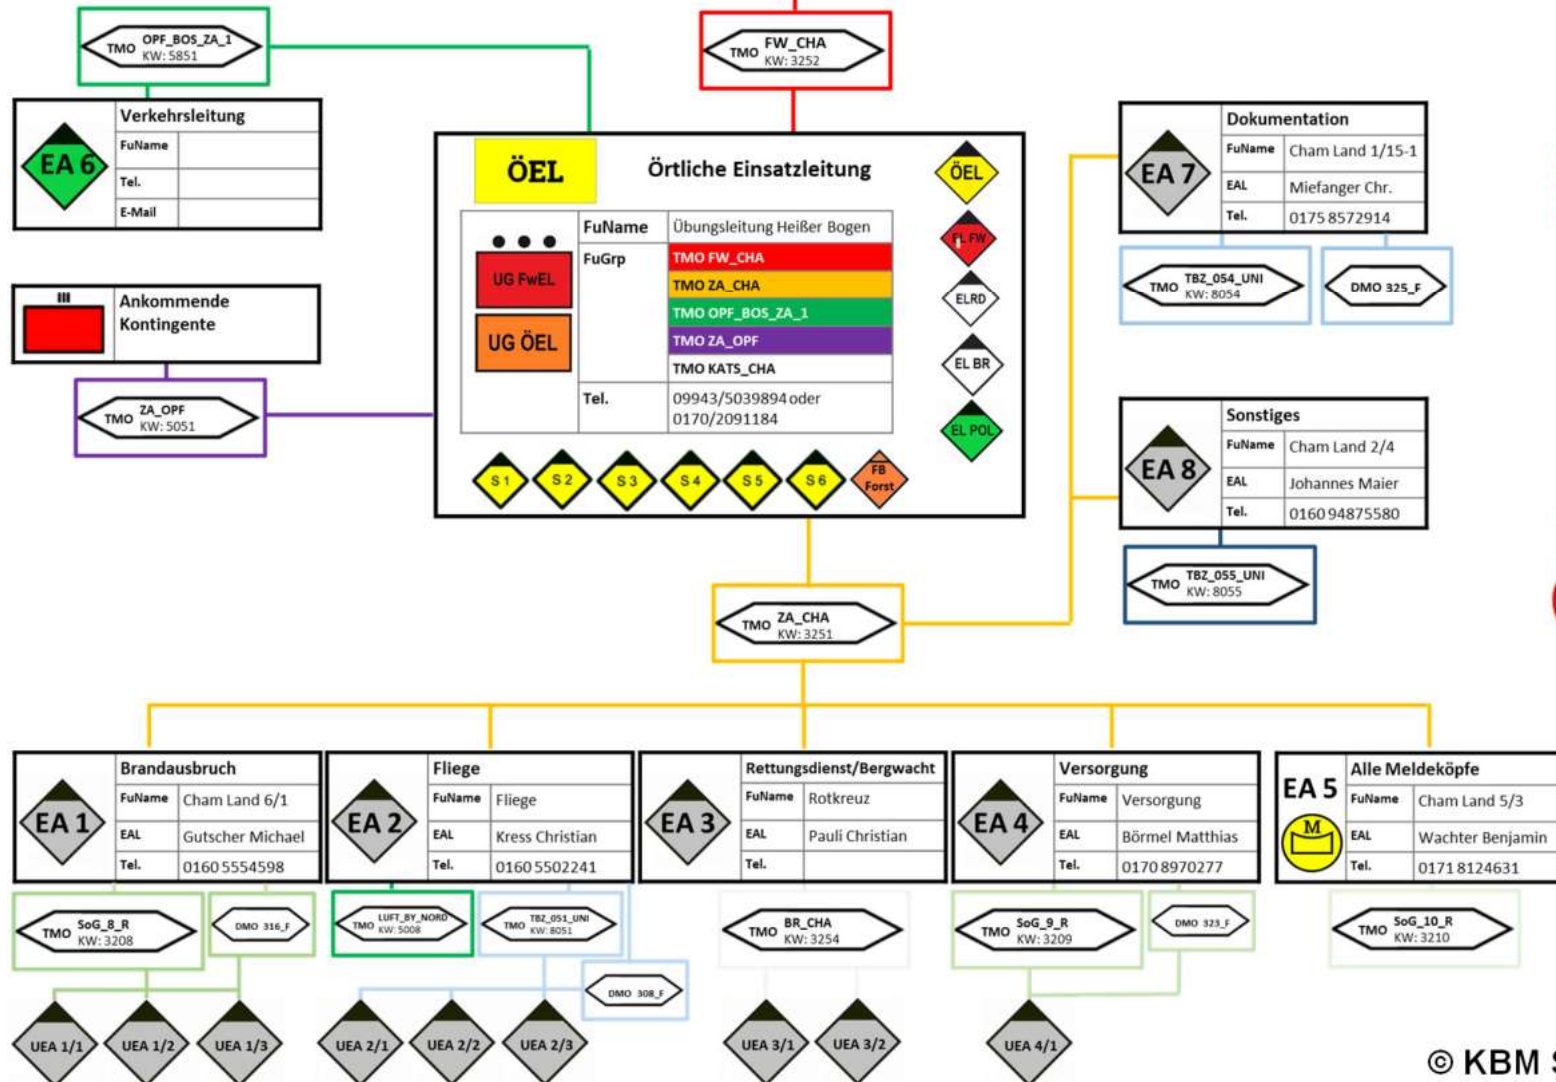 TMO OPF_BOS_ZA_1
KW: 5851
TMO FW_CHA
KW: 3252
EA 6
Verkehrsleitung
FuName
Tel.
E-Mail
Ankommende
Kontingente
TMO ZA_OPF
KW: 5051
ÖEL
Örtliche Einsatzleitung
ÖEL
EL FW
ELRD
EL BR
EL POL
UG FwEL
UG ÖEL
FuName Übungsleitung Heißer Bogen
FuGrp TMO FW_CHA
TMO ZA_CHA
TMO OPF_BOS_ZA_1
TMO ZA_OPF
TMO KATS_CHA
Tel. 09943/5039894 oder
0170/2091184
S 1 S 2 S 3 S 4 S 5 S 6 FB
Forst
EA 7
Dokumentation
FuName Cham Land 1/15-1
EAL Miefanger Chr.
Tel. 0175 8572914
TMO TBZ_054_UNI
KW: 8054
DMO 325_F
EA 8
Sonstiges
FuName Cham Land 2/4
EAL Johannes Maier
Tel. 0160 94875580
TMO TBZ_055_UNI
KW: 8055
TMO ZA_CHA
KW: 3251
EA 1
Brandausbruch
FuName Cham Land 6/1
EAL Gutscher Michael
Tel. 0160 5554598
TMO SoG_8_R
KW: 3208
DMO 316_F
UEA 1/1 UEA 1/2 UEA 1/3
EA 2
Fliege
FuName Fliege
EAL Kress Christian
Tel. 0160 5502241
TMO LUFT_BY_NORD
KW: 5008
TMO TBZ_051_UNI
KW: 8051
DMO 308_F
UEA 2/1 UEA 2/2 UEA 2/3
EA 3
Rettungsdienst/Bergwacht
FuName Rotkreuz
EAL Pauli Christian
Tel.
TMO BR_CHA
KW: 3254
UEA 3/1 UEA 3/2
EA 4
Versorgung
FuName Versorgung
EAL Börmel Matthias
Tel. 0170 8970277
TMO SoG_9_R
KW: 3209
DMO 323_F
UEA 4/1
EA 5
M
Alle Meldeköpfe
FuName Cham Land 5/3
EAL Wachter Benjamin
Tel. 0171 8124631
TMO SoG_10_R
KW: 3210
© KBM S